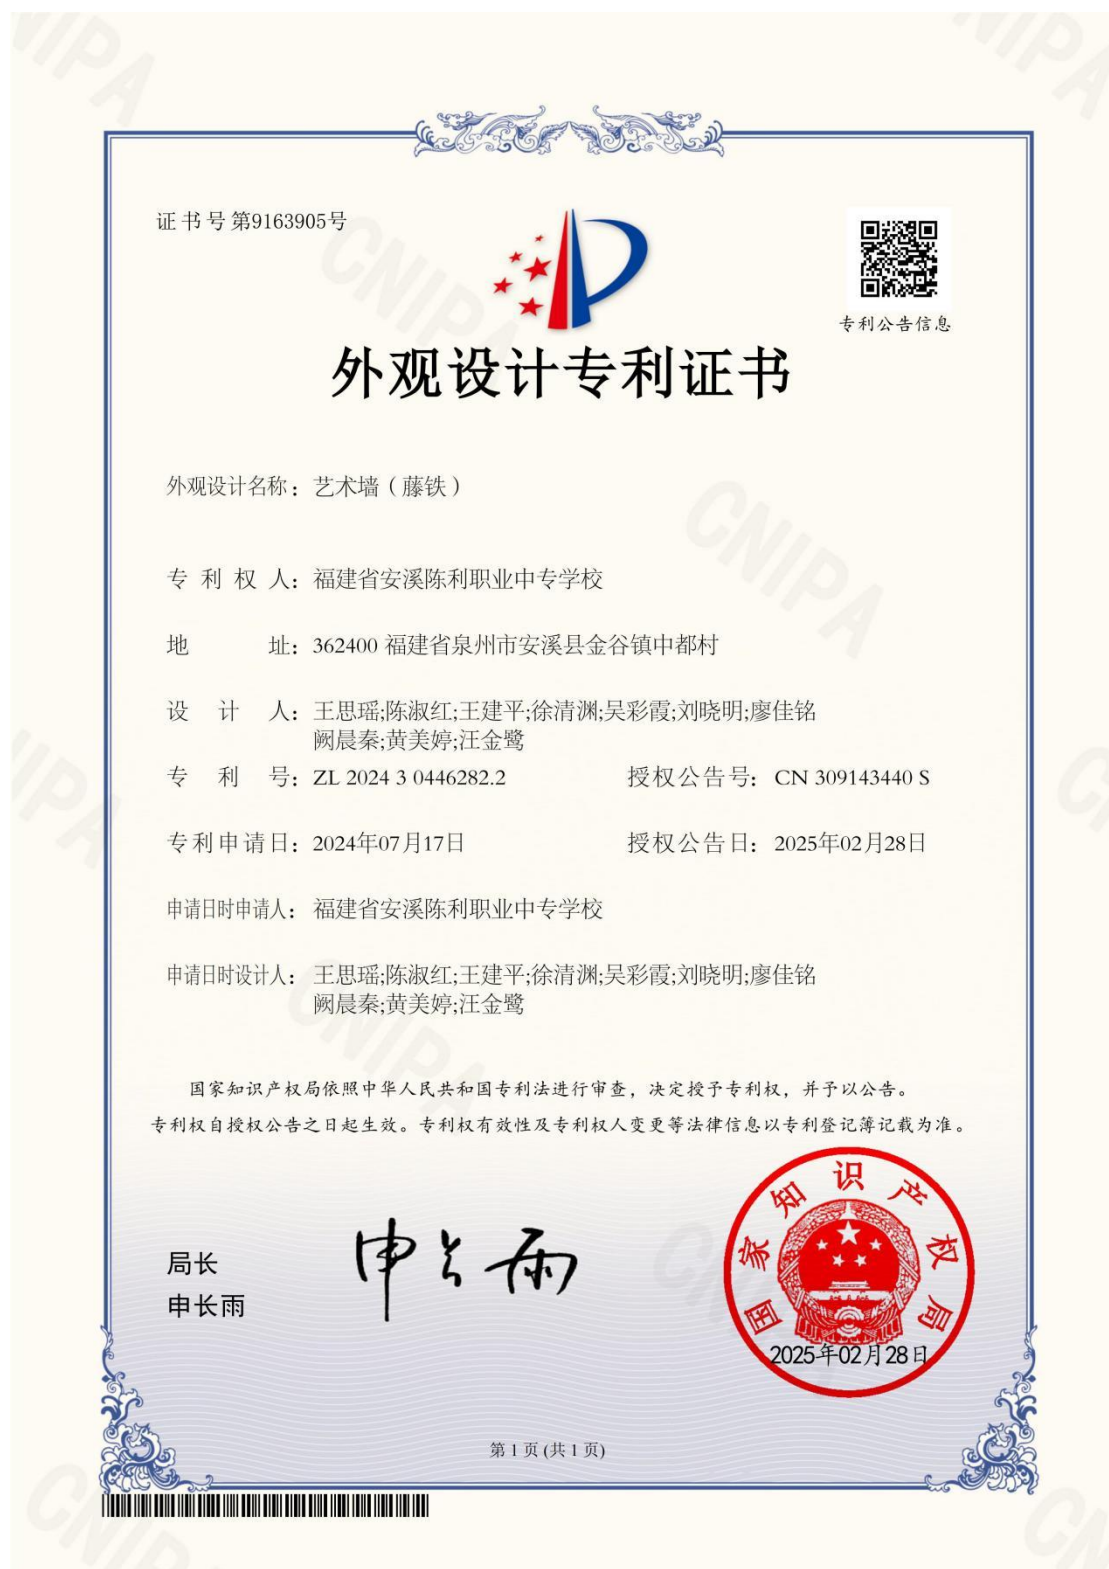 证书号第9163905号
专利公告信息
外观设计专利证书
外观设计名称：艺术墙（藤铁）
专利权人：福建省安溪陈利职业中专学校
地址：362400 福建省泉州市安溪县金谷镇中都村
设计人：王思瑶;陈淑红;王建平;徐清渊;吴彩霞;刘晓明;廖佳铭
阙晨秦;黄美婷;汪金鹭
专利号：ZL 2024 3 0446282.2 授权公告号：CN 309143440 S
专利申请日：2024年07月17日 授权公告日：2025年02月28日
申请日时申请人：福建省安溪陈利职业中专学校
申请日时设计人：王思瑶;陈淑红;王建平;徐清渊;吴彩霞;刘晓明;廖佳铭
阙晨秦;黄美婷;汪金鹭
国家知识产权局依照中华人民共和国专利法进行审查，决定授予专利权，并予以公告。
专利权自授权公告之日起生效。专利权有效性及专利权人变更等法律信息以专利登记簿记载为准。
局长
申长雨
申长雨
国家知识产权局
2025年02月28日
第 1 页 (共 1 页)
CNIPA
CNIPA
CNIPA
CNIPA
CNIPA
CNIPA
CNIPA